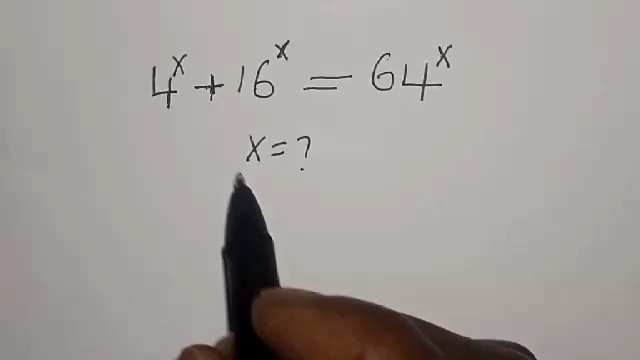 4^x + 16^x = 64^x
x = ?